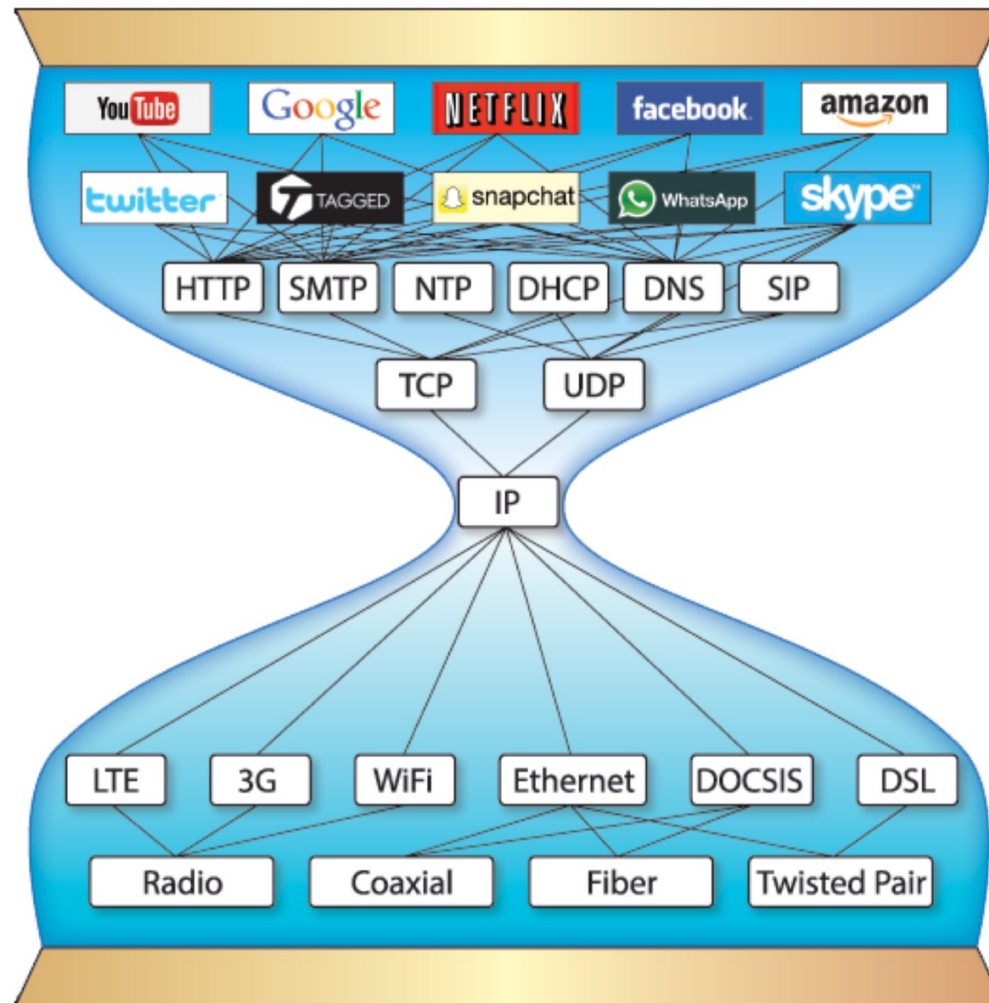 YouTube
Google
NETFLIX
facebook
amazon
twitter
TAGGED
snapchat
WhatsApp
skype™
HTTP
SMTP
NTP
DHCP
DNS
SIP
TCP
UDP
IP
LTE
3G
WiFi
Ethernet
DOCSIS
DSL
Radio
Coaxial
Fiber
Twisted Pair